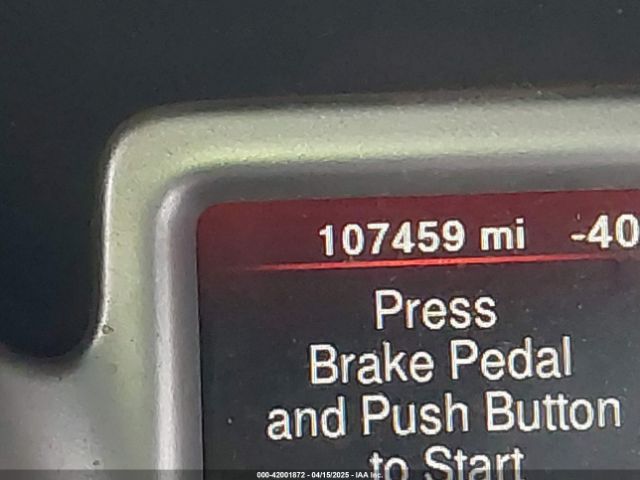 107459 mi -40
Press
Brake Pedal
and Push Button
to Start
000-42001872 - 04/15/2025 - IAA Inc.